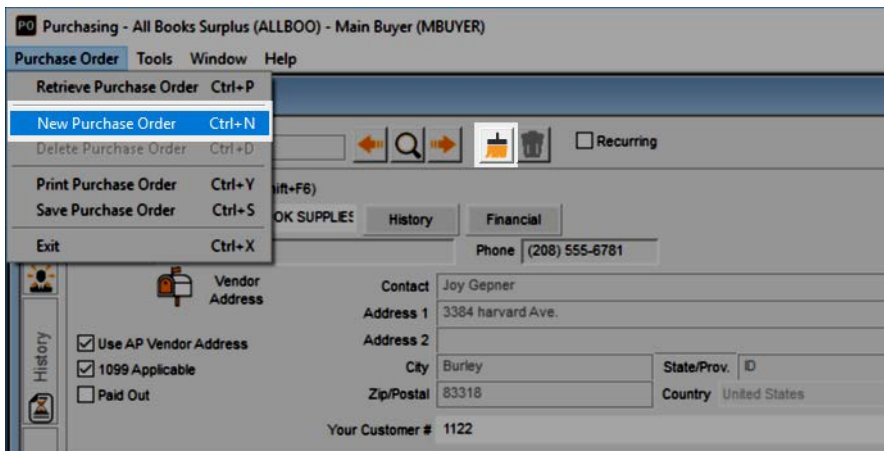 PO Purchasing - All Books Surplus (ALLBOO) - Main Buyer (MBUYER)
Purchase Order Tools Window Help
Retrieve Purchase Order Ctrl+P
New Purchase Order Ctrl+N
Delete Purchase Order Ctrl+D
Recurring
Print Purchase Order Ctrl+Y
ift+F6)
Save Purchase Order Ctrl+S
OK SUPPLIES History Financial
Exit Ctrl+X
Phone (208) 555-6781
Vendor
Address
Contact Joy Gepner
Address 1 3384 harvard Ave.
Use AP Vendor Address Address 2
1099 Applicable City Burley State/Prov. ID
Paid Out Zip/Postal 83318 Country United States
Your Customer # 1122
History